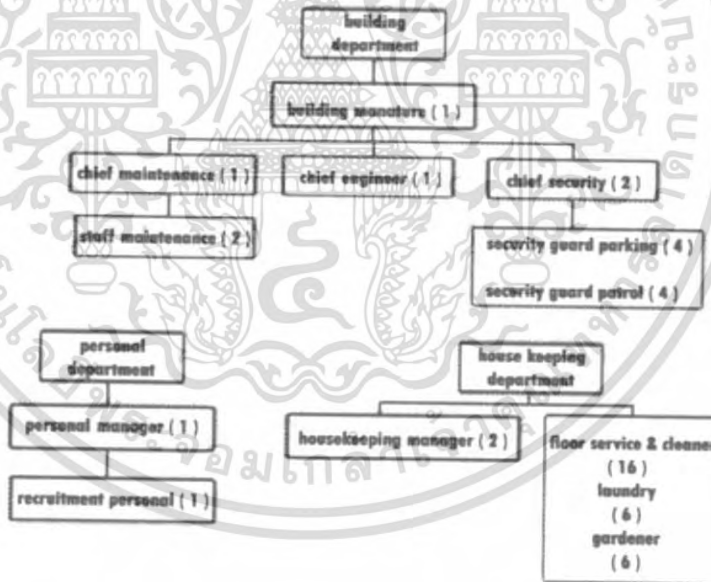 building
department
building manature ( 1 )
chief maintenance ( 1 )
chief engineer ( 1 )
chief security ( 2 )
staff maintenance ( 2 )
security guard parking ( 4 )
security guard patrol ( 4 )
personal
department
house keeping
department
personal manager ( 1 )
housekeeping manager ( 2 )
floor service & cleaner
( 16 )
laundry
( 6 )
gardener
( 6 )
recruitment personal ( 1 )